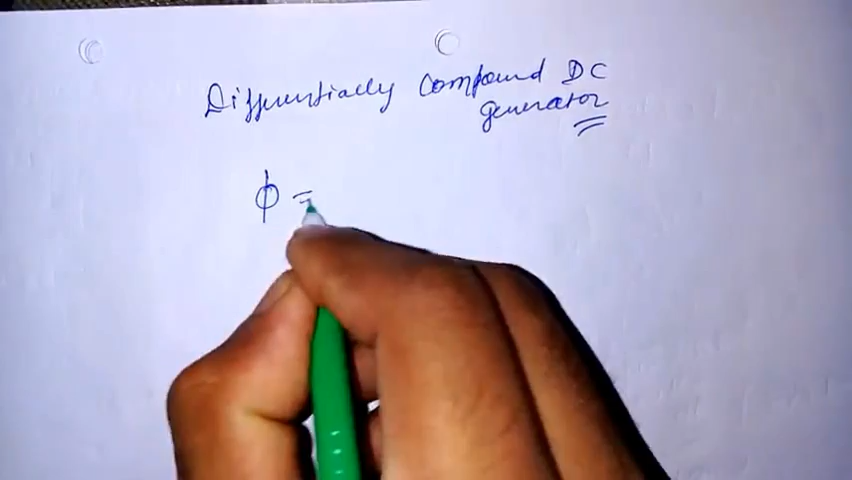 Differentially compound DC
generator
ϕ =